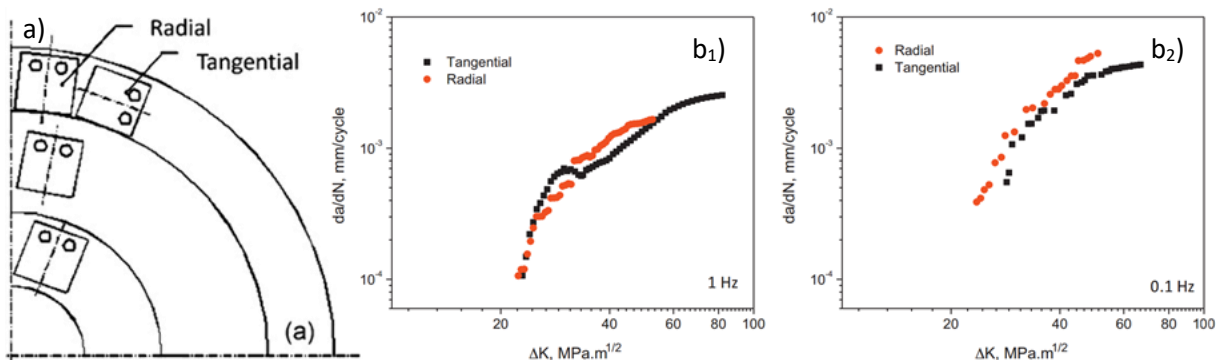 a)
Radial
Tangential
(a)
b₁)
da/dN, mm/cycle
10⁻²
10⁻³
10⁻⁴
Tangential
Radial
1 Hz
20 40 60 80 100
ΔK, MPa.m¹/²
b₂)
da/dN, mm/cycle
10⁻²
10⁻³
10⁻⁴
Radial
Tangential
0.1 Hz
20 40 60 80 100
ΔK, MPa.m¹/²